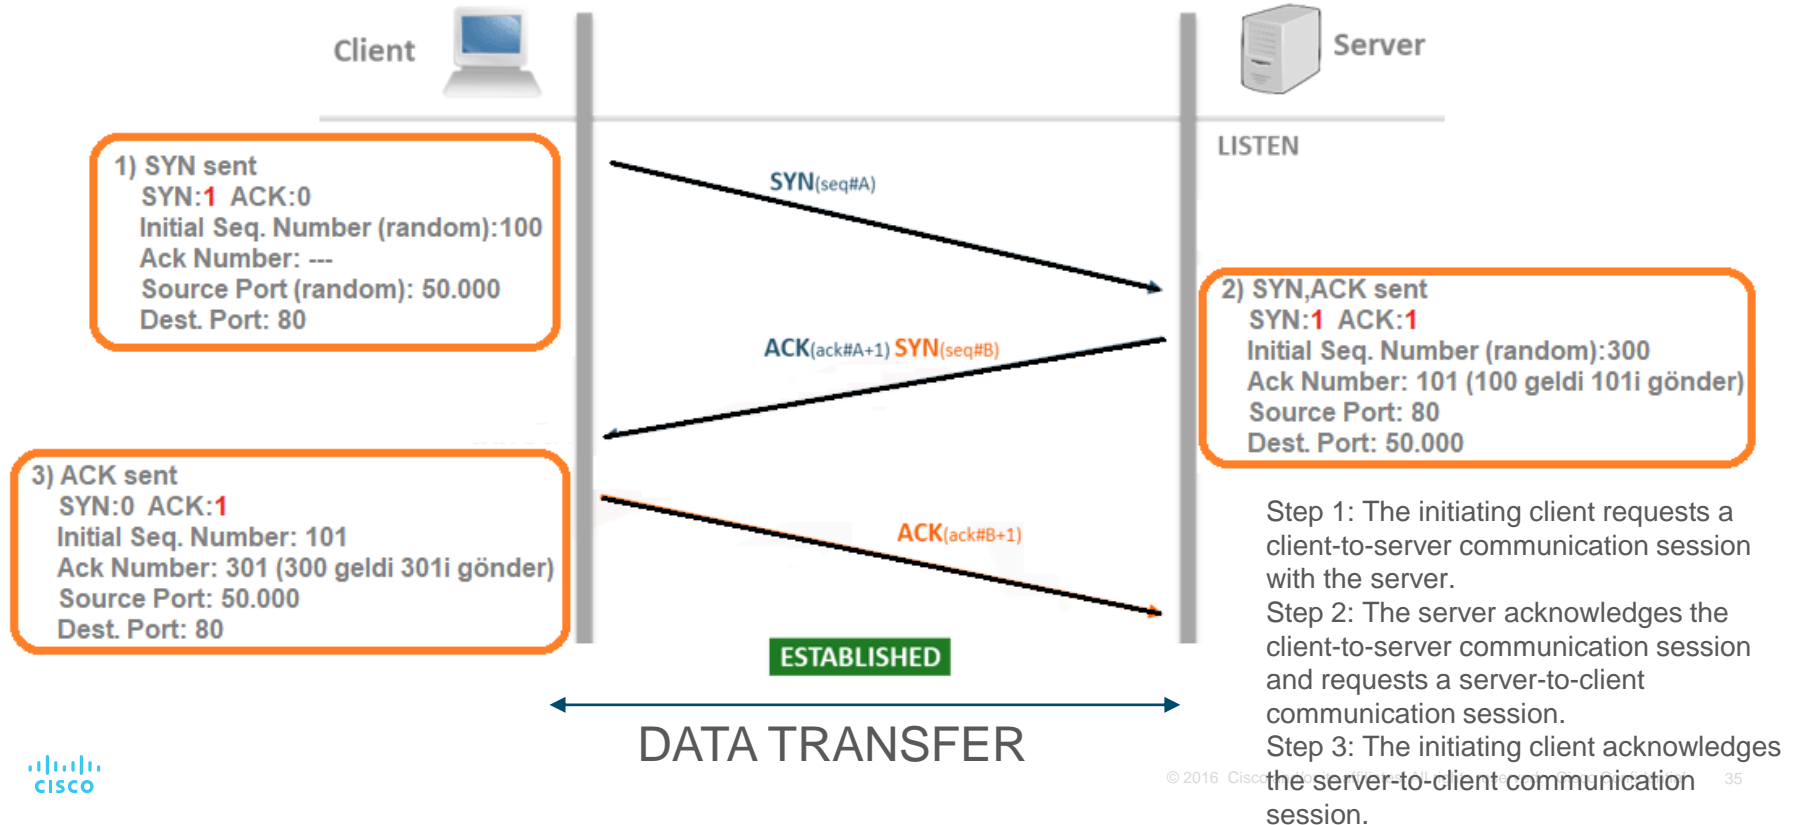 Client
Server
LISTEN
1) SYN sent
SYN:1 ACK:0
Initial Seq. Number (random):100
Ack Number: ---
Source Port (random): 50.000
Dest. Port: 80
SYN(seq#A)
2) SYN,ACK sent
SYN:1 ACK:1
Initial Seq. Number (random):300
Ack Number: 101 (100 geldi 101i gönder)
Source Port: 80
Dest. Port: 50.000
ACK(ack#A+1) SYN(seq#B)
3) ACK sent
SYN:0 ACK:1
Initial Seq. Number: 101
Ack Number: 301 (300 geldi 301i gönder)
Source Port: 50.000
Dest. Port: 80
ACK(ack#B+1)
ESTABLISHED
DATA TRANSFER
Step 1: The initiating client requests a
client-to-server communication session
with the server.
Step 2: The server acknowledges the
client-to-server communication session
and requests a server-to-client
communication session.
Step 3: The initiating client acknowledges
the server-to-client communication
session.
CISCO
© 2016 Cisco
35